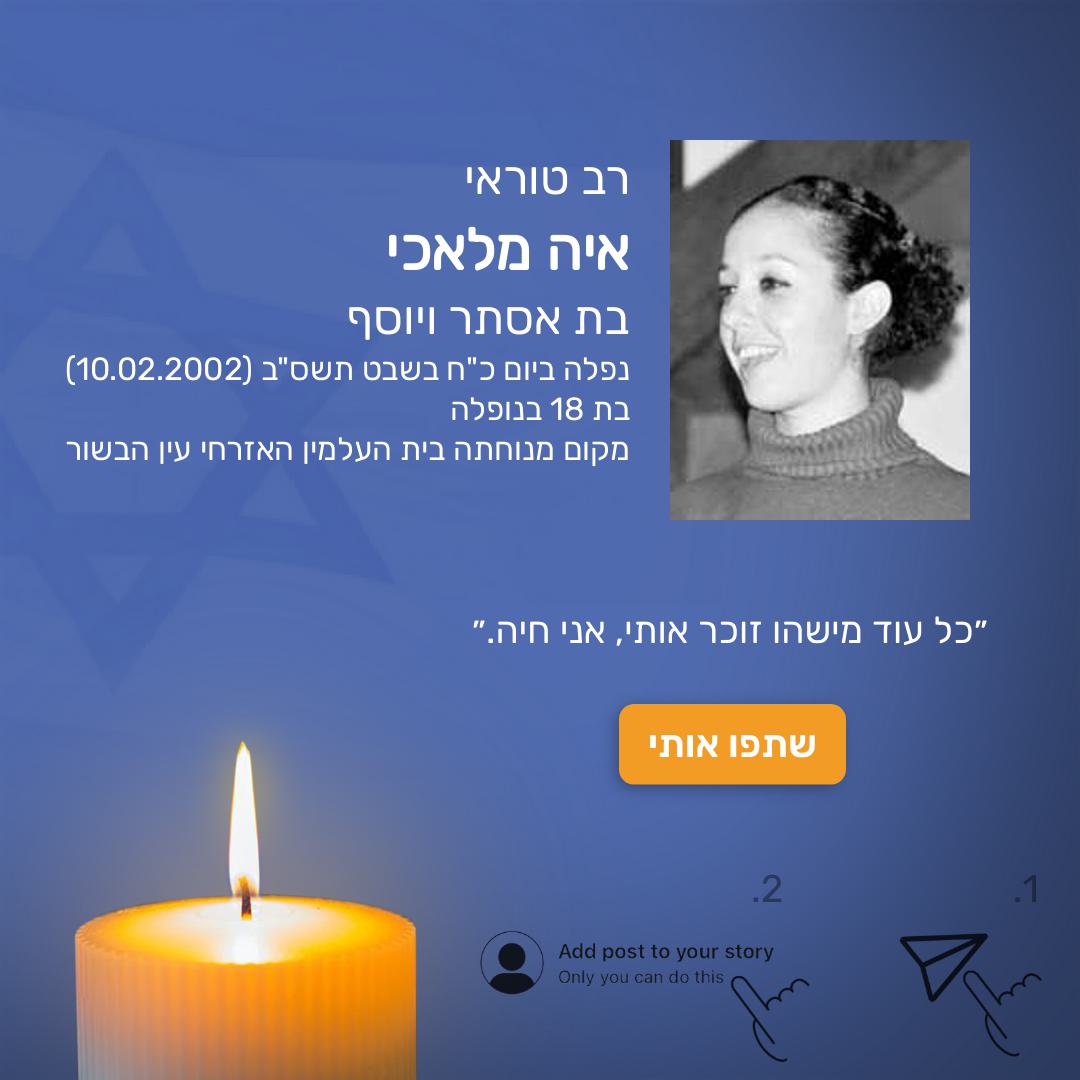 רב טוראי
איה מלאכי
בת אסתר ויוסף
נפלה ביום כ"ח בשבט תשס"ב (10.02.2002)
בת 18 בנופלה
מקום מנוחתה בית העלמין האזרחי עין הבשור
״כל עוד מישהו זוכר אותי, אני חיה.״
שתפו אותי
1.
2.
Add post to your story
Only you can do this